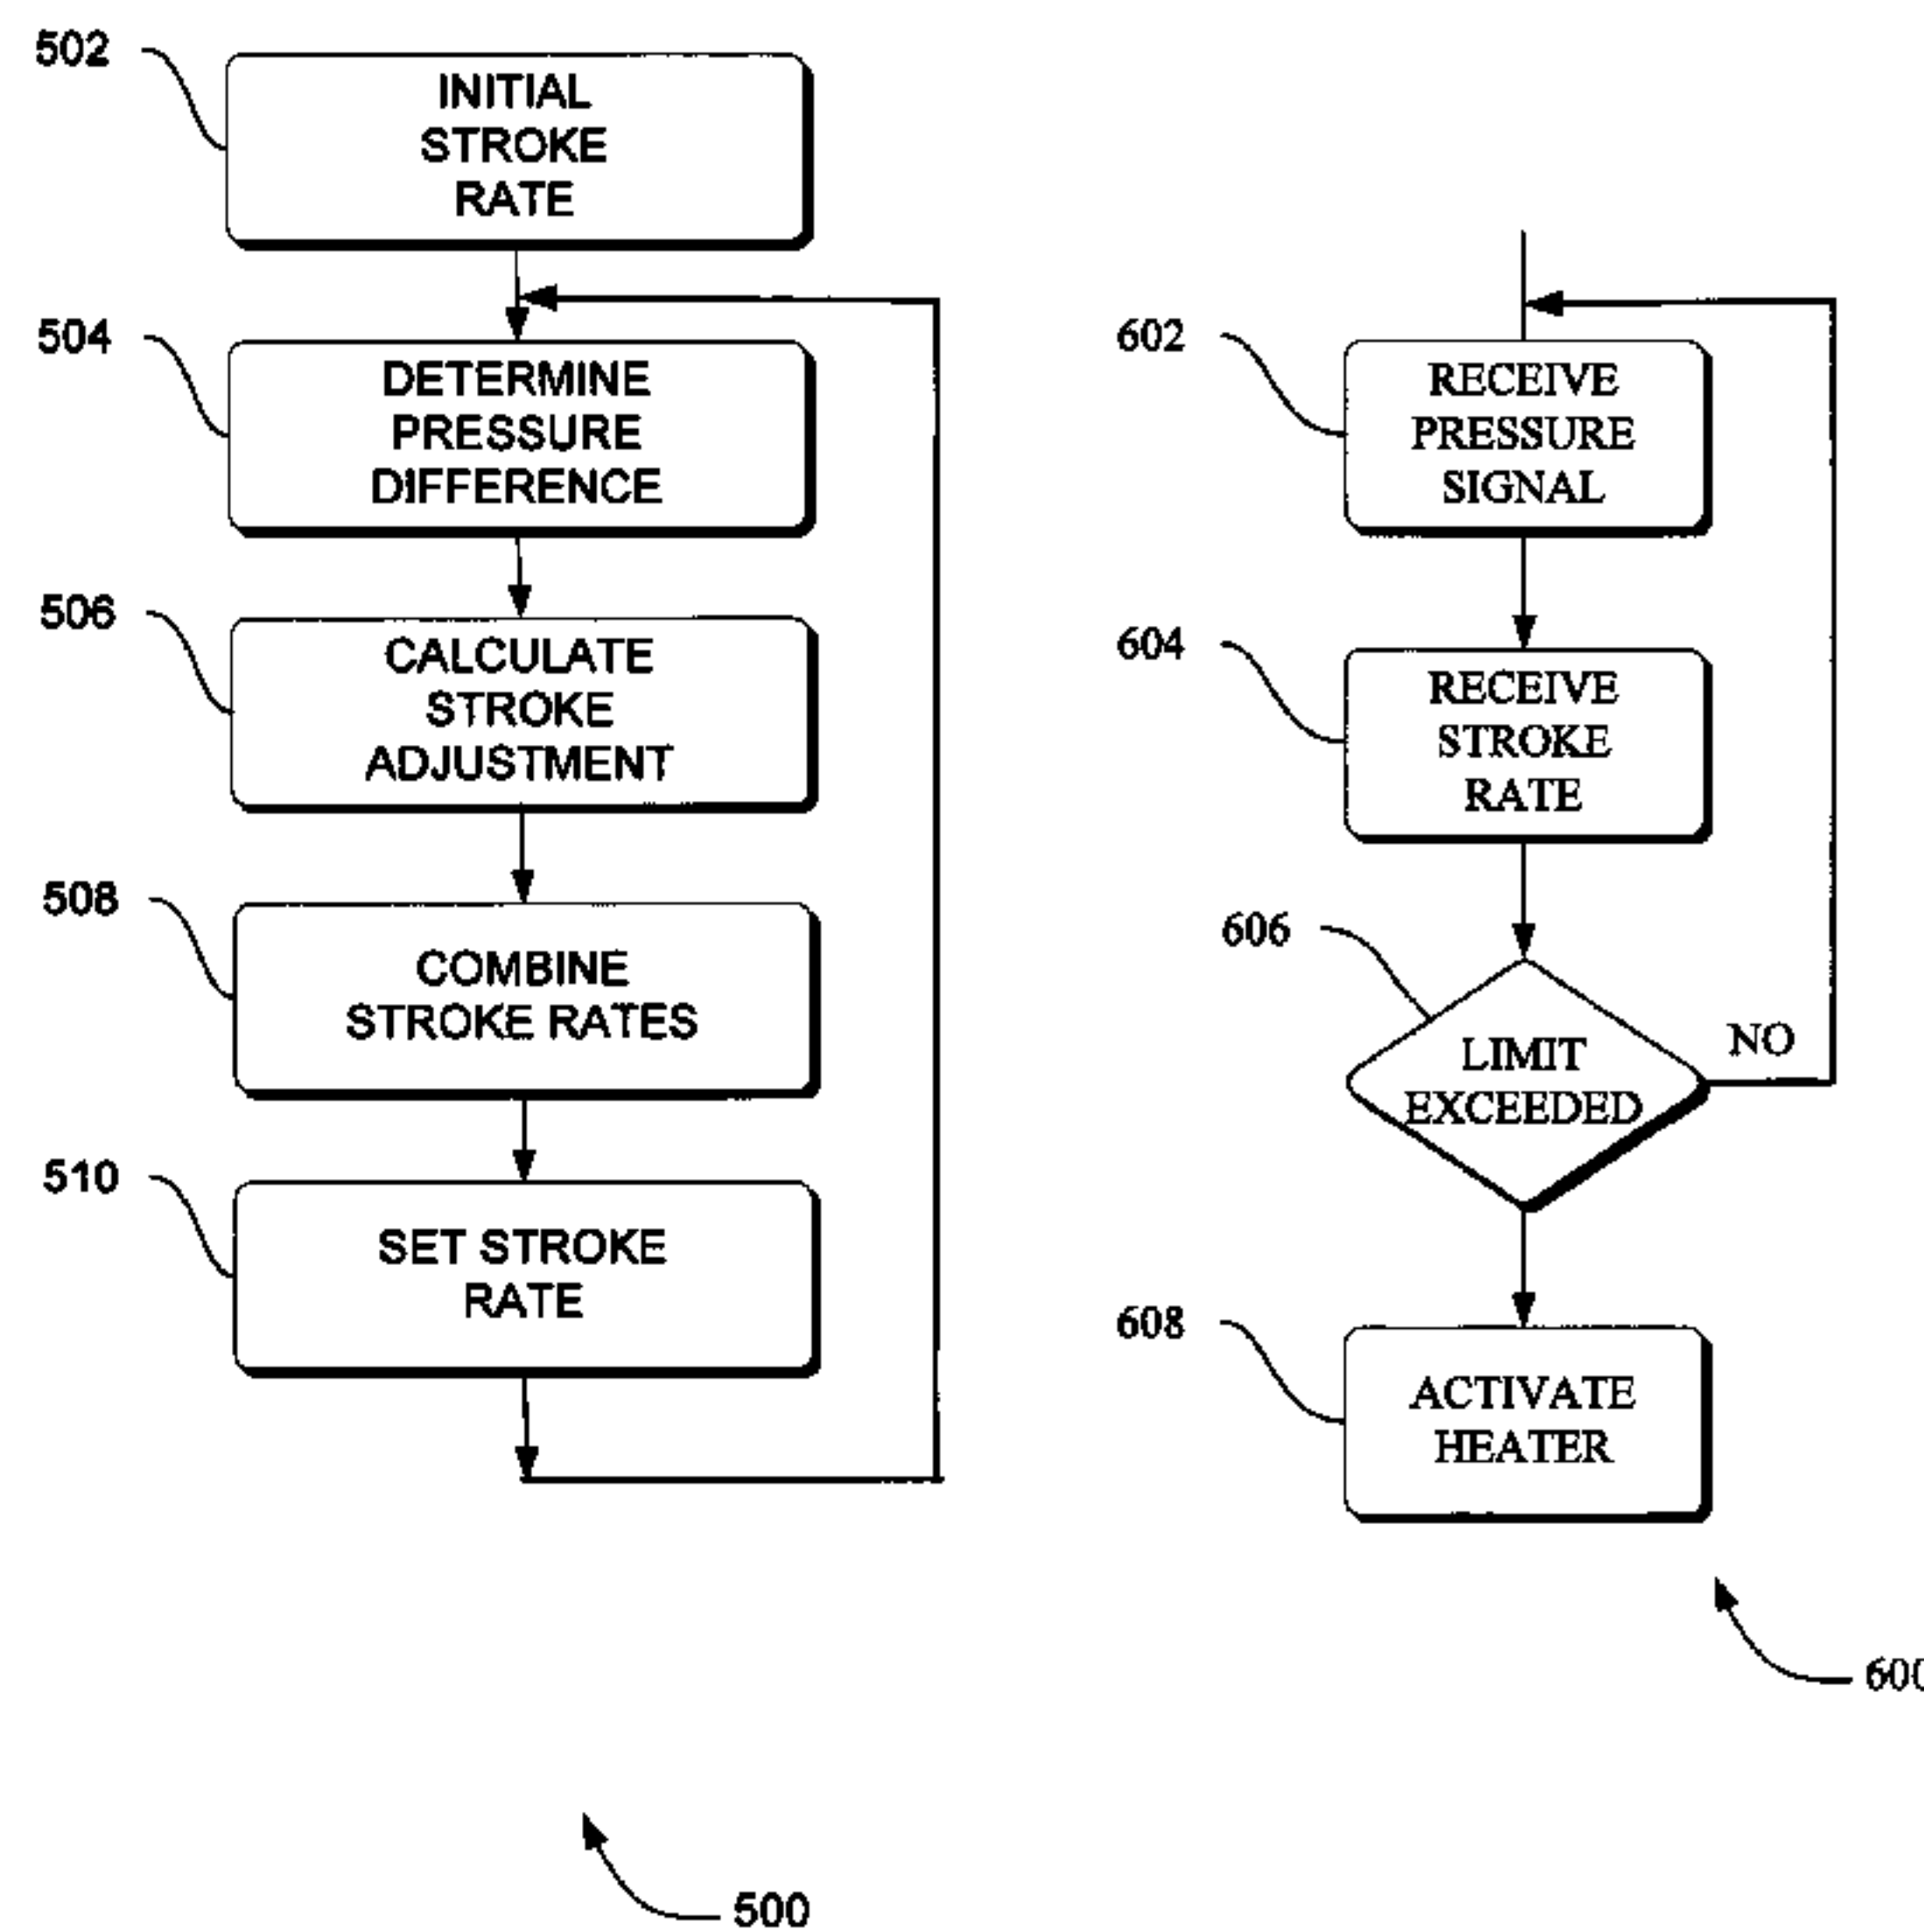 502
INITIAL
STROKE
RATE
504
DETERMINE
PRESSURE
DIFFERENCE
506
CALCULATE
STROKE
ADJUSTMENT
508
COMBINE
STROKE RATES
510
SET STROKE
RATE
500
602
RECEIVE
PRESSURE
SIGNAL
604
RECEIVE
STROKE
RATE
606
LIMIT
EXCEEDED
NO
608
ACTIVATE
HEATER
600